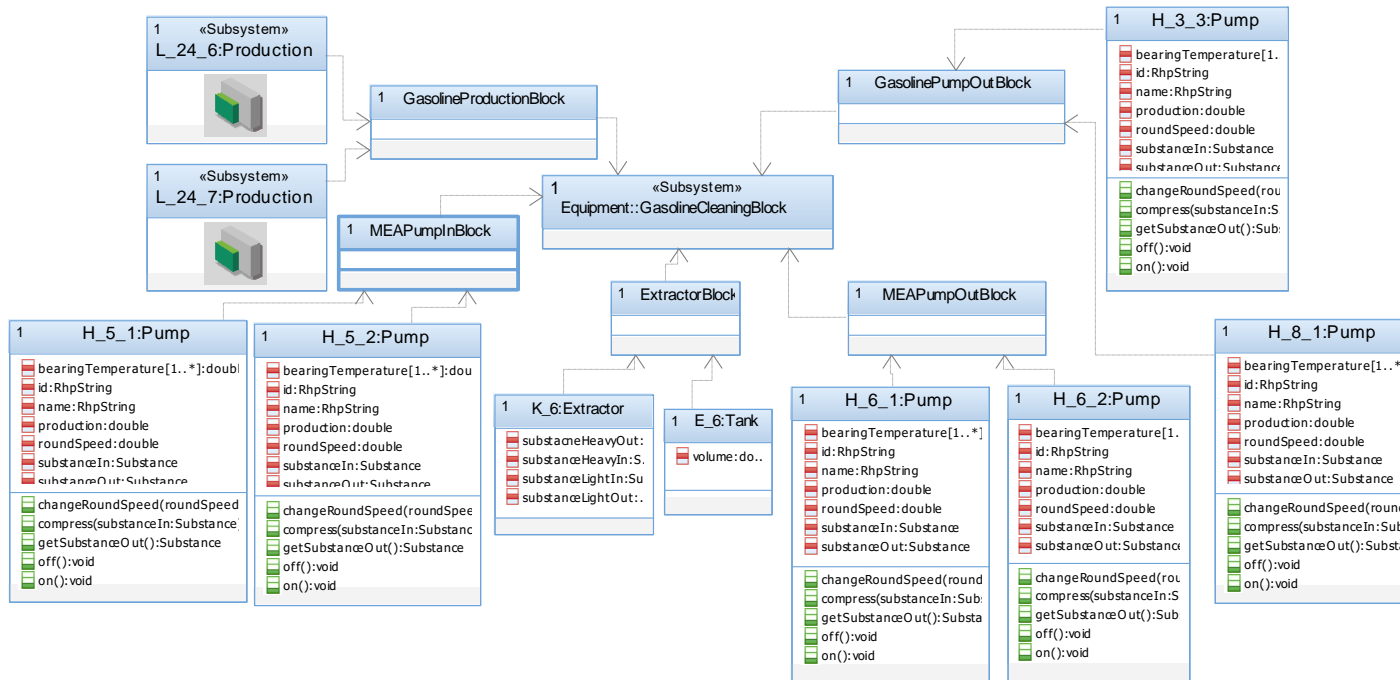 1
«Subsystem»
L_24_6:Production
1
«Subsystem»
L_24_7:Production
1
GasolineProductionBlock
1
MEAPumpInBlock
1
«Subsystem»
Equipment::GasolineCleaningBlock
1
GasolinePumpOutBlock
1
H_3_3:Pump
bearingTemperature[1..
id:RhpString
name:RhpString
production:double
roundSpeed:double
substanceIn:Substance
substanceOut:Substance
changeRoundSpeed(rou
compress(substanceIn:S
getSubstanceOut():Subs
off():void
on():void
1
ExtractorBlock
1
MEAPumpOutBlock
1
H_5_1:Pump
bearingTemperature[1..*]:doubl
id:RhpString
name:RhpString
production:double
roundSpeed:double
substanceIn:Substance
substanceOut:Substance
changeRoundSpeed(roundSpeed
compress(substanceIn:Substance
getSubstanceOut():Substance
off():void
on():void
1
H_5_2:Pump
bearingTemperature[1..*]:dou
id:RhpString
name:RhpString
production:double
roundSpeed:double
substanceIn:Substance
substanceOut:Substance
changeRoundSpeed(roundSpee
compress(substanceIn:Substanc
getSubstanceOut():Substance
off():void
on():void
1
K_6:Extractor
substacneHeavyOut:
substanceHeavyIn:S.
substanceLightIn:Su
substanceLightOut:.
1
E_6:Tank
volume:do..
1
H_6_1:Pump
bearingTemperature[1..*]
id:RhpString
name:RhpString
production:double
roundSpeed:double
substanceIn:Substance
substanceOut:Substance
changeRoundSpeed(round
compress(substanceIn:Subs
getSubstanceOut():Substa
off():void
on():void
1
H_6_2:Pump
bearingTemperature[1.
id:RhpString
name:RhpString
production:double
roundSpeed:double
substanceIn:Substance
substanceOut:Substance
changeRoundSpeed(rou
compress(substanceIn:S
getSubstanceOut():Sub
off():void
on():void
1
H_8_1:Pump
bearingTemperature[1..*
id:RhpString
name:RhpString
production:double
roundSpeed:double
substanceIn:Substance
substanceOut:Substance
changeRoundSpeed(round
compress(substanceIn:Sub
getSubstanceOut():Substa
off():void
on():void